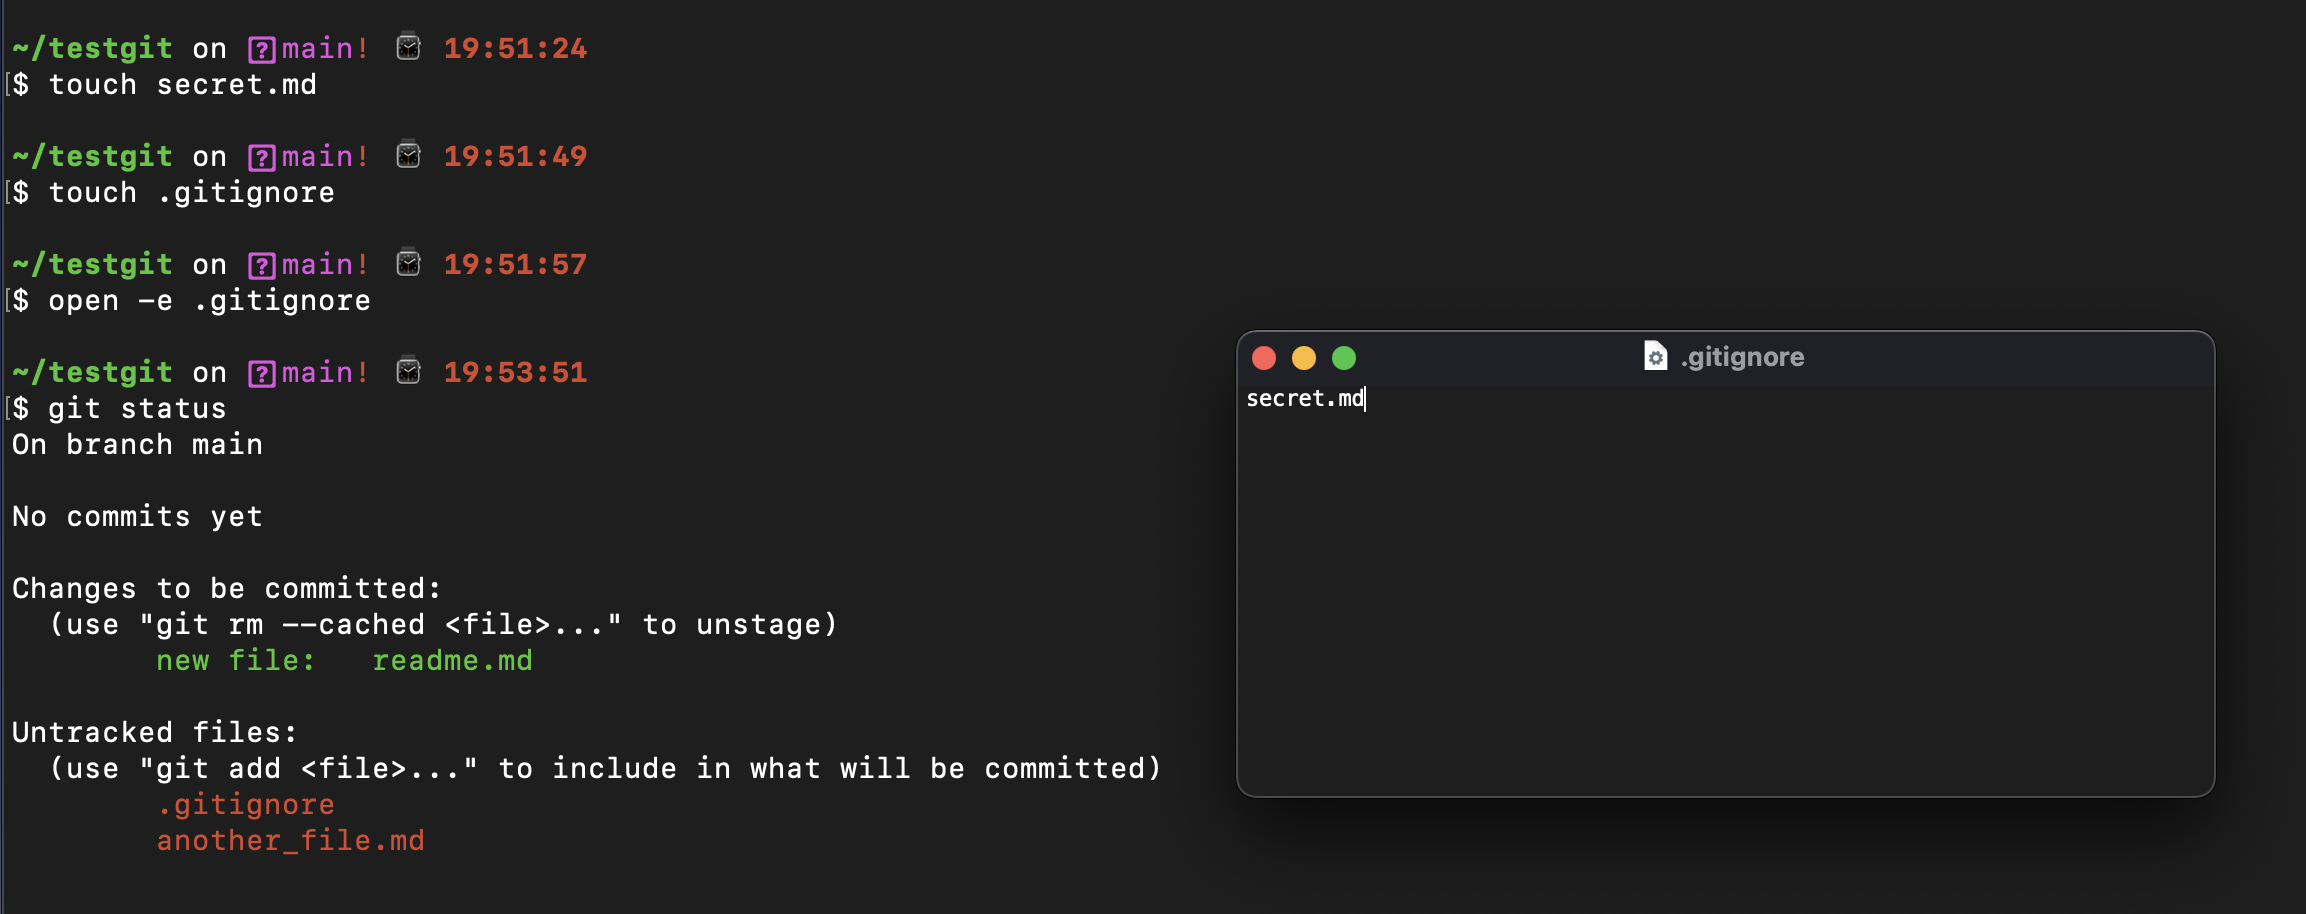 ~/testgit on ?main! ⌚ 19:51:24
[$ touch secret.md
~/testgit on ?main! ⌚ 19:51:49
[$ touch .gitignore
~/testgit on ?main! ⌚ 19:51:57
[$ open -e .gitignore
~/testgit on ?main! ⌚ 19:53:51
[$ git status
On branch main
No commits yet
Changes to be committed:
  (use "git rm --cached <file>..." to unstage)
        new file:   readme.md
Untracked files:
  (use "git add <file>..." to include in what will be committed)
        .gitignore
        another_file.md
.gitignore
secret.md